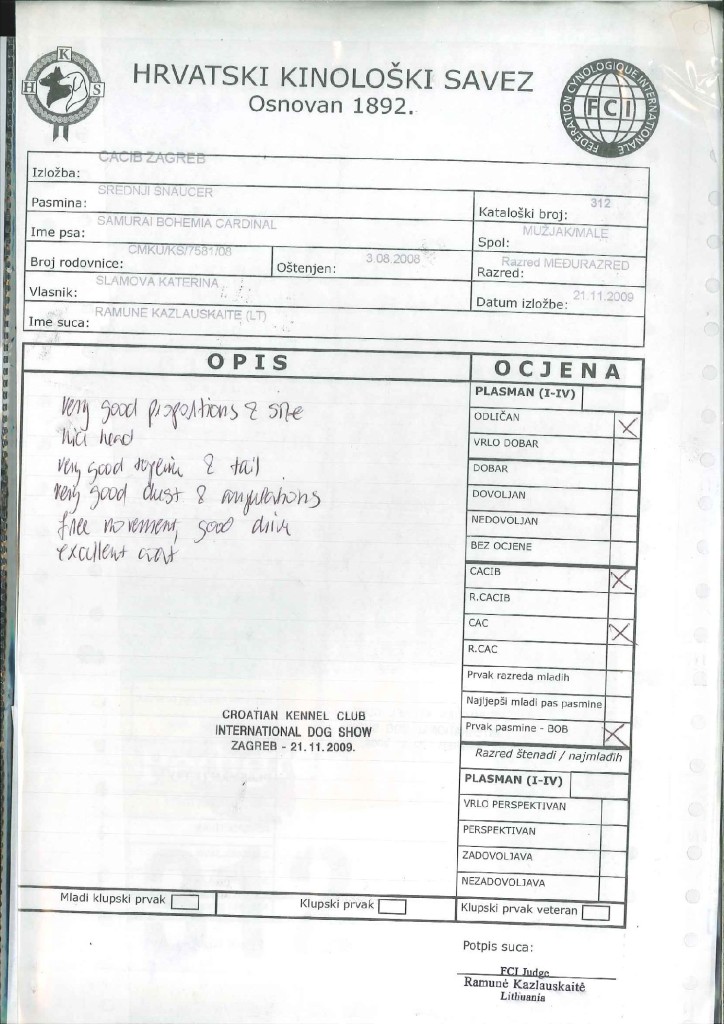 K
H S
HRVATSKI KINOLOŠKI SAVEZ
Osnovan 1892.
FEDERATION CYNOLOGIQUE INTERNATIONALE
FCI
Izložba: CACIB ZAGREB
Pasmina: SREDNJI ŠNAUCER
Kataloški broj: 312
Ime psa: SAMURAI BOHEMIA CARDINAL
Spol: MUŽJAK/MALE
Broj rodovnice: CMKU/KS/7581/08
Oštenjen: 3.08.2008
Razred: Razred MEĐURAZRED
Vlasnik: SLAMOVA KATERINA
Datum izložbe: 21.11.2009
Ime suca: RAMUNE KAZLAUSKAITE (LT)
OPIS
OCJENA
very good proportions & size
nice head
very good topline & tail
very good chest & angulations
free movement, good drive
excellent coat
PLASMAN (I-IV)
ODLIČAN X
VRLO DOBAR
DOBAR
DOVOLJAN
NEDOVOLJAN
BEZ OCJENE
CACIB X
R.CACIB
CAC X
R.CAC
Prvak razreda mladih
Najljepši mladi pas pasmine
Prvak pasmine - BOB X
Razred štenadi / najmlađih
PLASMAN (I-IV)
VRLO PERSPEKTIVAN
PERSPEKTIVAN
ZADOVOLJAVA
NEZADOVOLJAVA
CROATIAN KENNEL CLUB
INTERNATIONAL DOG SHOW
ZAGREB - 21.11.2009.
Mladi klupski prvak
Klupski prvak
Klupski prvak veteran
Potpis suca:
FCI Judge
Ramunė Kazlauskaitė
Lithuania